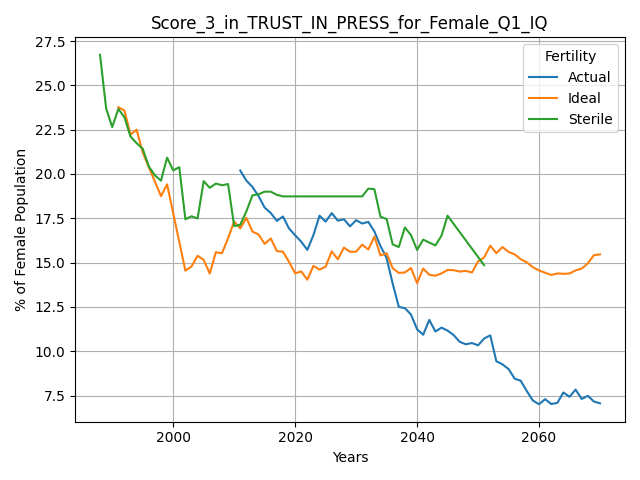 Score_3_in_TRUST_IN_PRESS_for_Female_Q1_IQ
27.5
25.0
22.5
20.0
17.5
15.0
12.5
10.0
7.5
% of Female Population
Fertility
Actual
Ideal
Sterile
2000
2020
2040
2060
Years